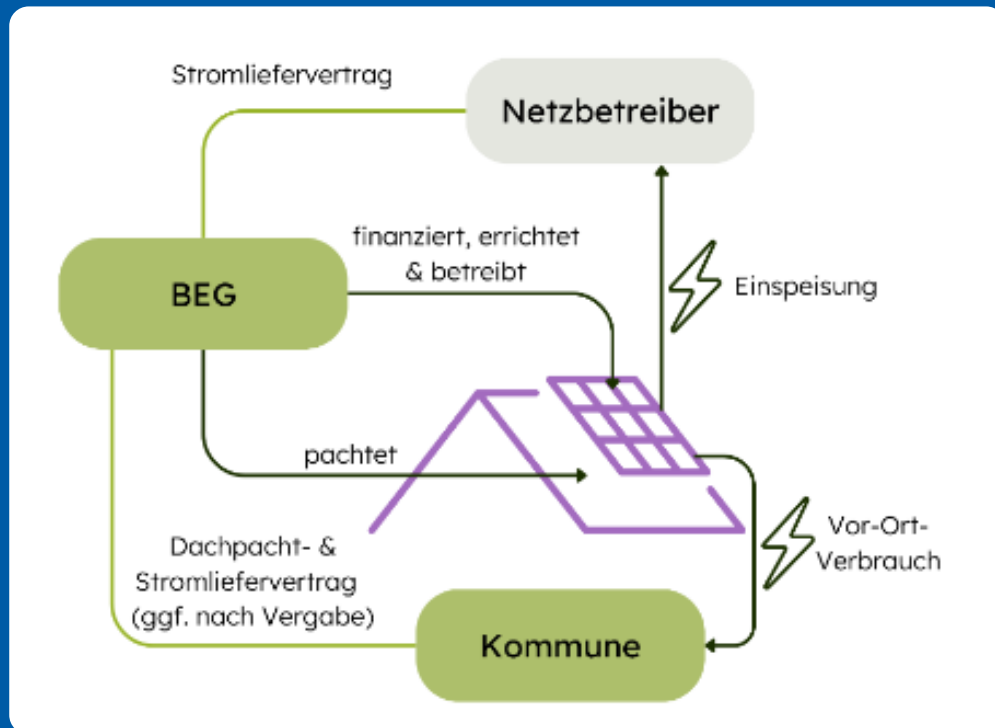 Stromliefervertrag
Netzbetreiber
finanziert, errichtet
& betreibt
BEG
Einspeisung
pachtet
Dachpacht- &
Stromliefervertrag
(ggf. nach Vergabe)
Vor-Ort-
Verbrauch
Kommune